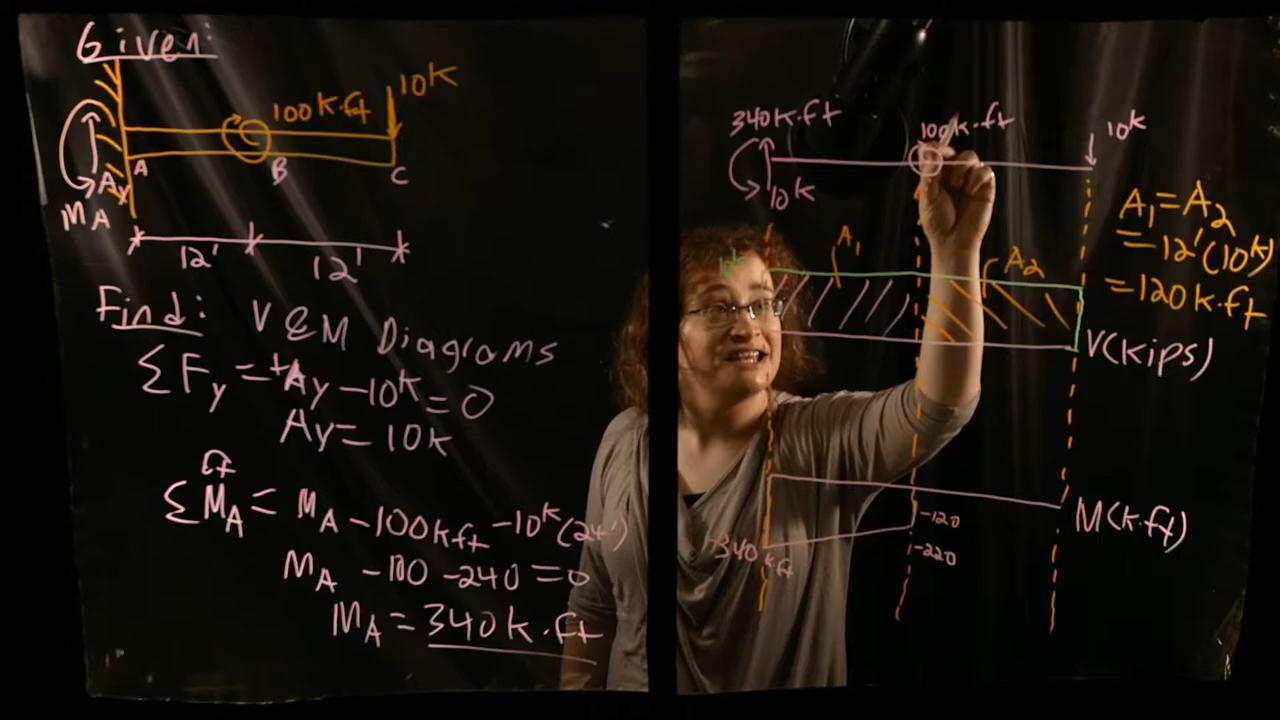 Given:
100k.ft
10k
A
B
C
Ay
MA
12'
12'
Find: V & M Diagrams
ΣFy = +Ay -10k = 0
Ay = 10k
ΣMA = MA -100kft -10k(24')
MA -100 -240 = 0
MA = 340k.ft
340k.ft
100k.ft
10k
10k
A1 = A2
= 12'(10k)
= 120k.ft
10k
A1
A2
V(kips)
M(k.ft)
-120
-220
-340k.ft